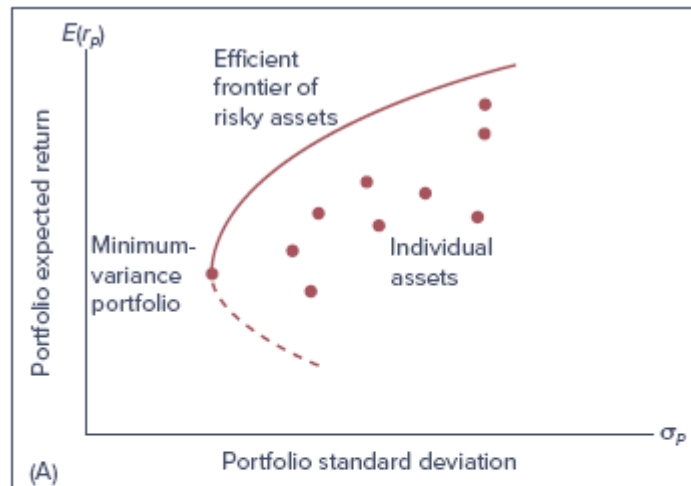 E(r_p)
Efficient
frontier of
risky assets
Portfolio expected return
Minimum-
variance
portfolio
Individual
assets
σ_p
(A)
Portfolio standard deviation